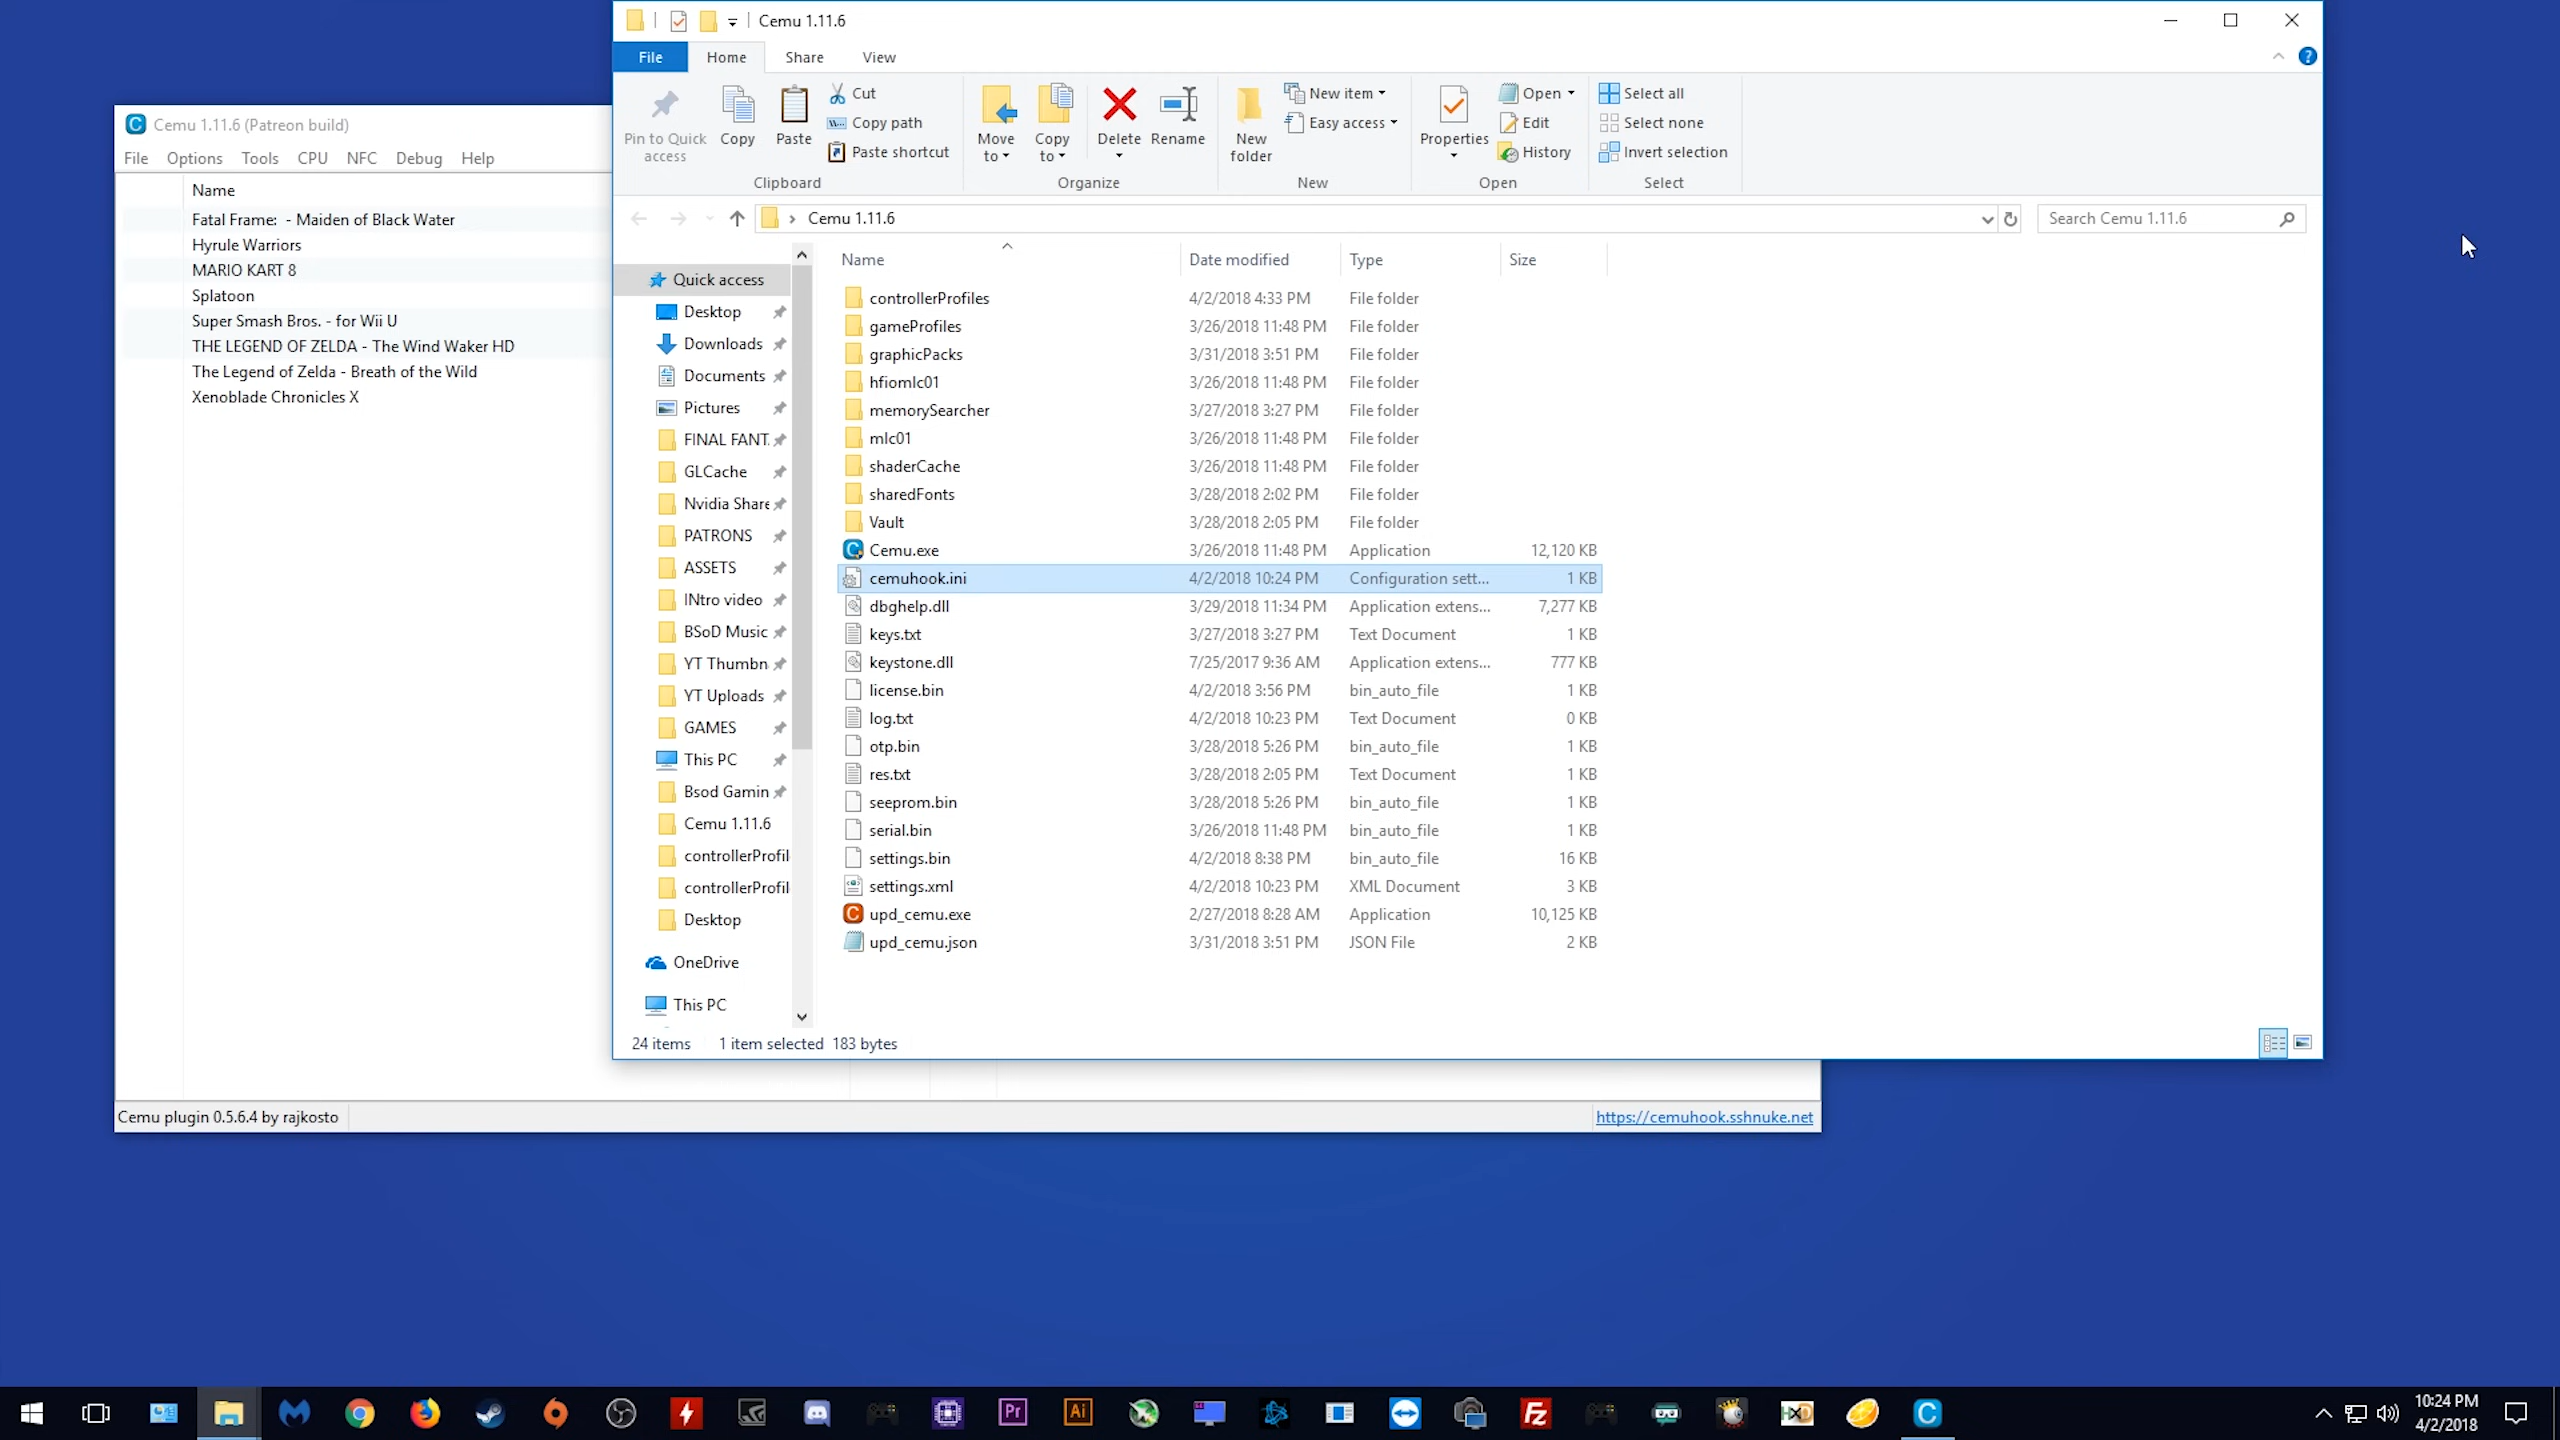 Cemu 1.11.6
File Home Share View
Pin to Quick access
Copy
Paste
Cut
Copy path
Paste shortcut
Clipboard
Move to
Copy to
Delete
Rename
Organize
New folder
New item
Easy access
New
Properties
Open
Edit
History
Open
Select all
Select none
Invert selection
Select
Cemu 1.11.6
Search Cemu 1.11.6
Cemu 1.11.6 (Patreon build)
File Options Tools CPU NFC Debug Help
Name
Fatal Frame: - Maiden of Black Water
Hyrule Warriors
MARIO KART 8
Splatoon
Super Smash Bros. - for Wii U
THE LEGEND OF ZELDA - The Wind Waker HD
The Legend of Zelda - Breath of the Wild
Xenoblade Chronicles X
Quick access
Desktop
Downloads
Documents
Pictures
FINAL FANT
GLCache
Nvidia Share
PATRONS
ASSETS
INtro video
BSoD Music
YT Thumbn
YT Uploads
GAMES
This PC
Bsod Gamin
Cemu 1.11.6
controllerProfil
controllerProfil
Desktop
OneDrive
This PC
Name Date modified Type Size
controllerProfiles 4/2/2018 4:33 PM File folder
gameProfiles 3/26/2018 11:48 PM File folder
graphicPacks 3/31/2018 3:51 PM File folder
hfiomlc01 3/26/2018 11:48 PM File folder
memorySearcher 3/27/2018 3:27 PM File folder
mlc01 3/26/2018 11:48 PM File folder
shaderCache 3/26/2018 11:48 PM File folder
sharedFonts 3/28/2018 2:02 PM File folder
Vault 3/28/2018 2:05 PM File folder
Cemu.exe 3/26/2018 11:48 PM Application 12,120 KB
cemuhook.ini 4/2/2018 10:24 PM Configuration sett... 1 KB
dbghelp.dll 3/29/2018 11:34 PM Application extens... 7,277 KB
keys.txt 3/27/2018 3:27 PM Text Document 1 KB
keystone.dll 7/25/2017 9:36 AM Application extens... 777 KB
license.bin 4/2/2018 3:56 PM bin_auto_file 1 KB
log.txt 4/2/2018 10:23 PM Text Document 0 KB
otp.bin 3/28/2018 5:26 PM bin_auto_file 1 KB
res.txt 3/28/2018 2:05 PM Text Document 1 KB
seeprom.bin 3/28/2018 5:26 PM bin_auto_file 1 KB
serial.bin 3/26/2018 11:48 PM bin_auto_file 1 KB
settings.bin 4/2/2018 8:38 PM bin_auto_file 16 KB
settings.xml 4/2/2018 10:23 PM XML Document 3 KB
upd_cemu.exe 2/27/2018 8:28 AM Application 10,125 KB
upd_cemu.json 3/31/2018 3:51 PM JSON File 2 KB
24 items 1 item selected 183 bytes
Cemu plugin 0.5.6.4 by rajkosto
https://cemuhook.sshnuke.net
Pr
Ai
Fz
HXD
10:24 PM
4/2/2018